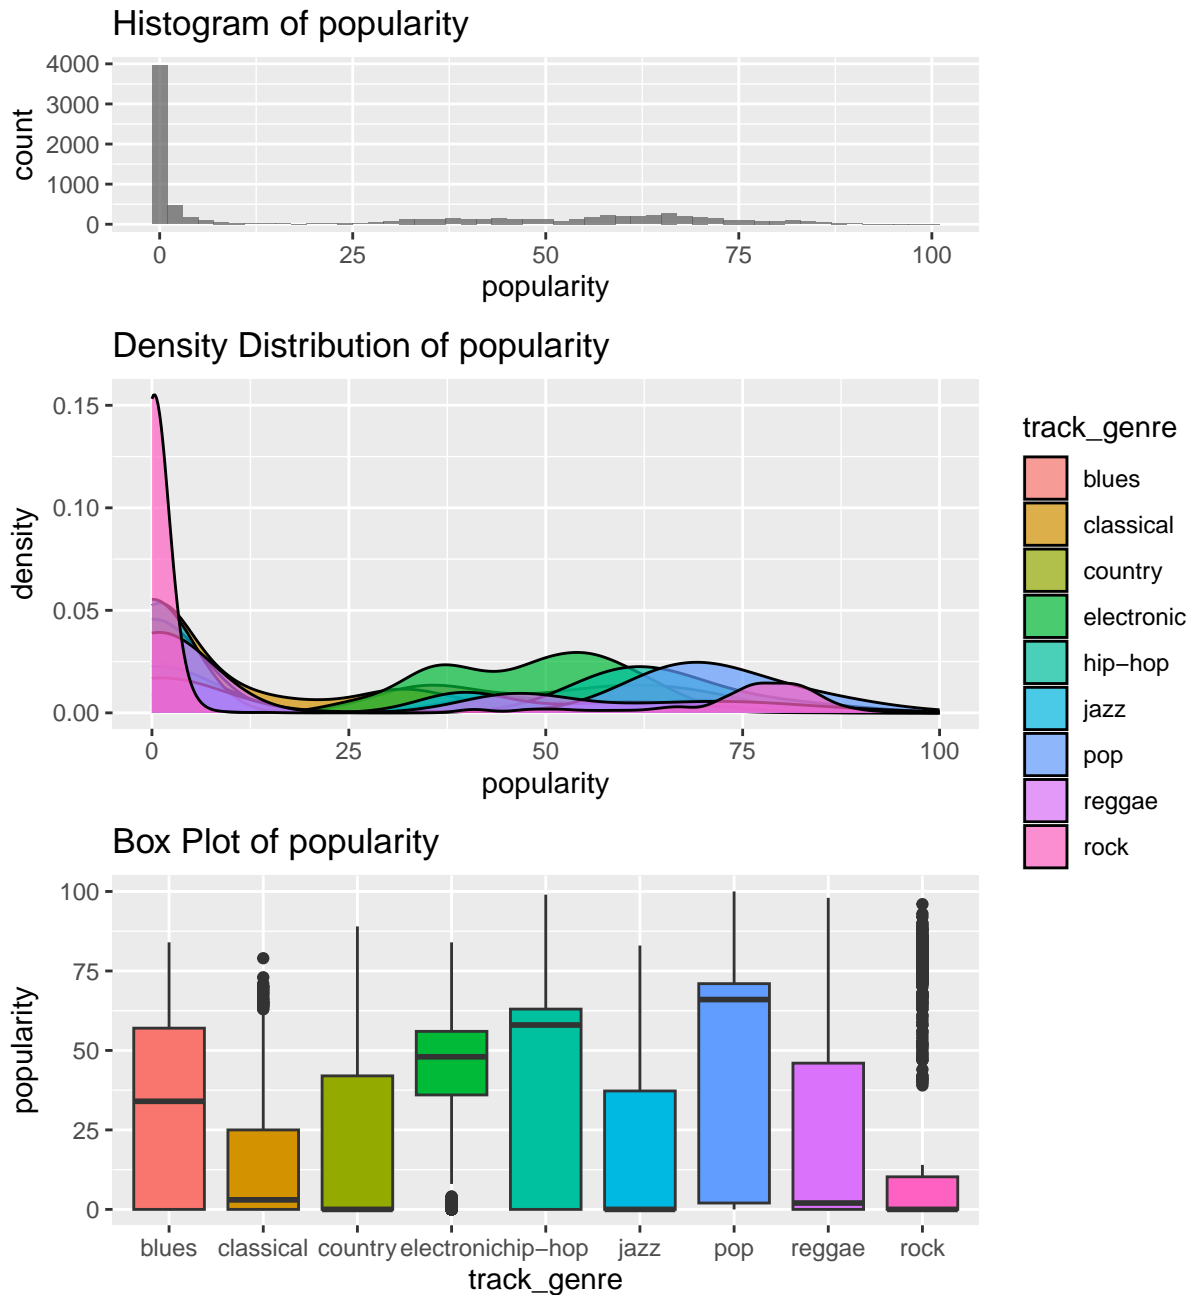 Histogram of popularity
4000
3000
2000
1000
0
count
0 25 50 75 100
popularity
Density Distribution of popularity
0.15
0.10
0.05
0.00
density
0 25 50 75 100
popularity
track_genre
blues
classical
country
electronic
hip−hop
jazz
pop
reggae
rock
Box Plot of popularity
100
75
50
25
0
popularity
blues classical country electronic hip−hop jazz pop reggae rock
track_genre